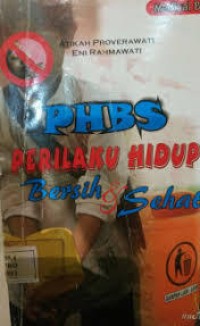 ATIKAH PROVERAWATI
ENI RAHMAWATI
PHBS
PERILAKU HIDUP
Bersih & Sehat